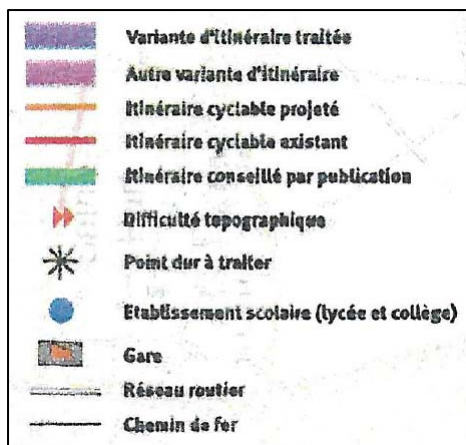 Variante d'itinéraire traitée
Autre variante d'itinéraire
Itinéraire cyclable projeté
Itinéraire cyclable existant
Itinéraire conseillé par publication
Difficulté topographique
Point dur à traiter
Etablissement scolaire (lycée et collège)
Gare
Réseau routier
Chemin de fer